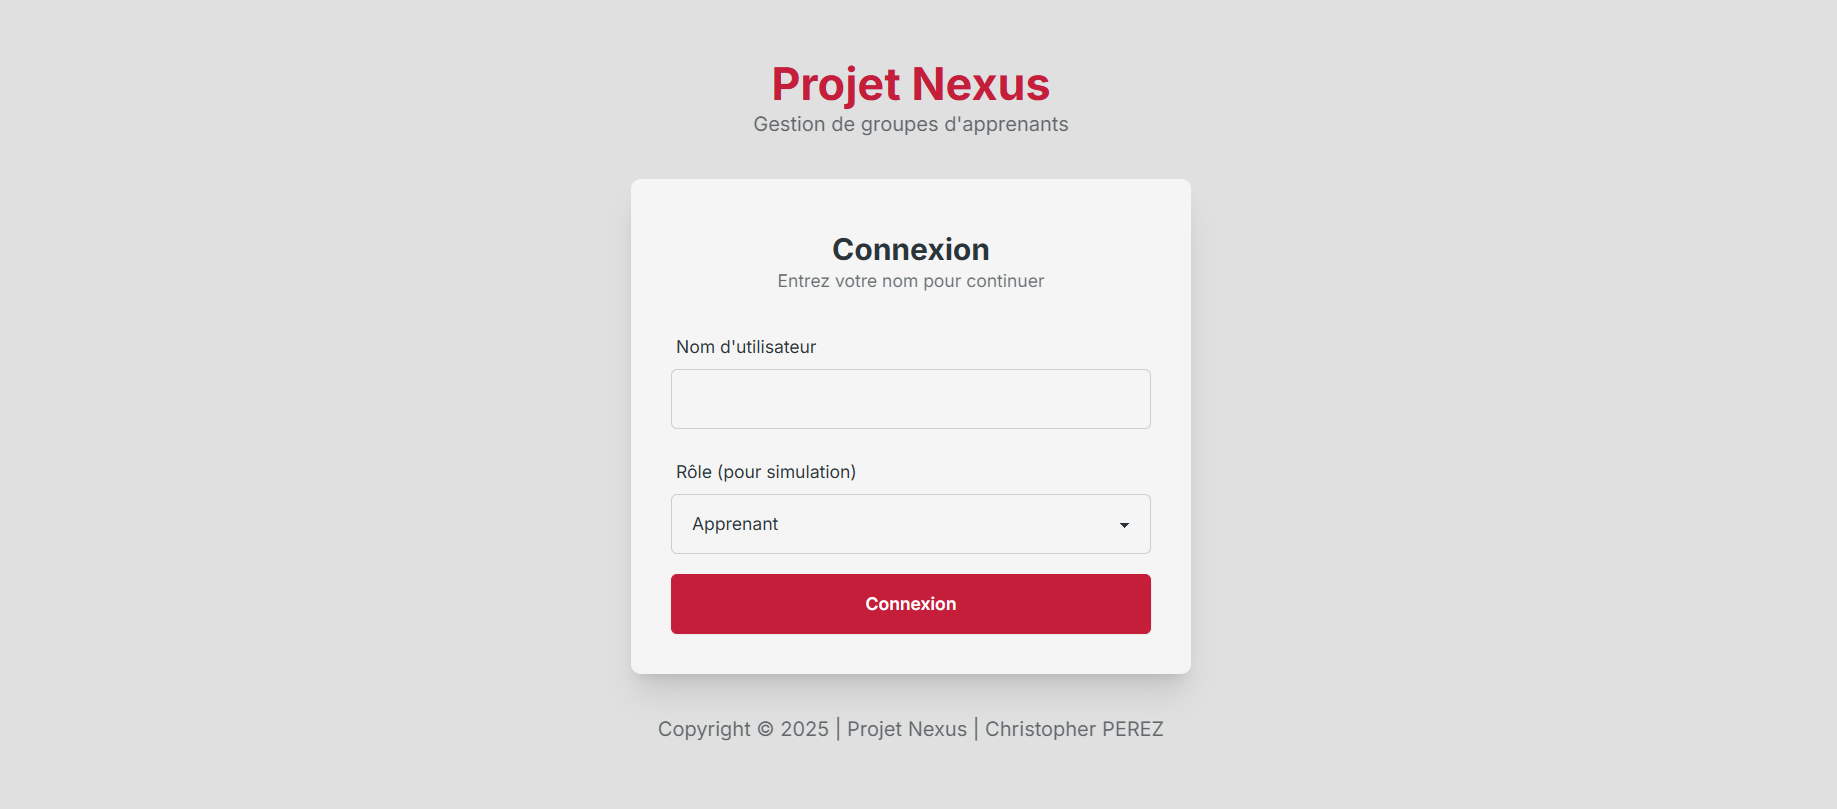 Projet Nexus
Gestion de groupes d'apprenants
Connexion
Entrez votre nom pour continuer
Nom d'utilisateur
Rôle (pour simulation)
Apprenant
Connexion
Copyright © 2025 | Projet Nexus | Christopher PEREZ